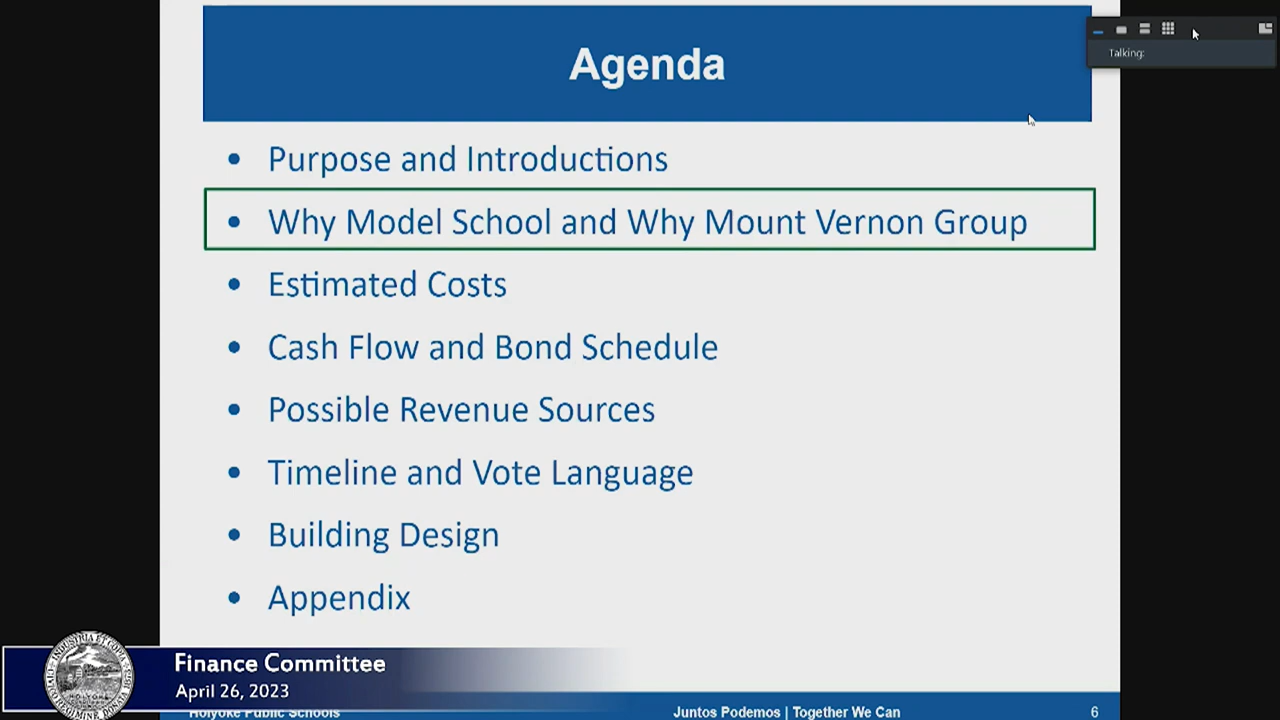 Agenda
Talking:
• Purpose and Introductions
• Why Model School and Why Mount Vernon Group
• Estimated Costs
• Cash Flow and Bond Schedule
• Possible Revenue Sources
• Timeline and Vote Language
• Building Design
• Appendix
Finance Committee
April 26, 2023
Holyoke Public Schools
Juntos Podemos | Together We Can
6